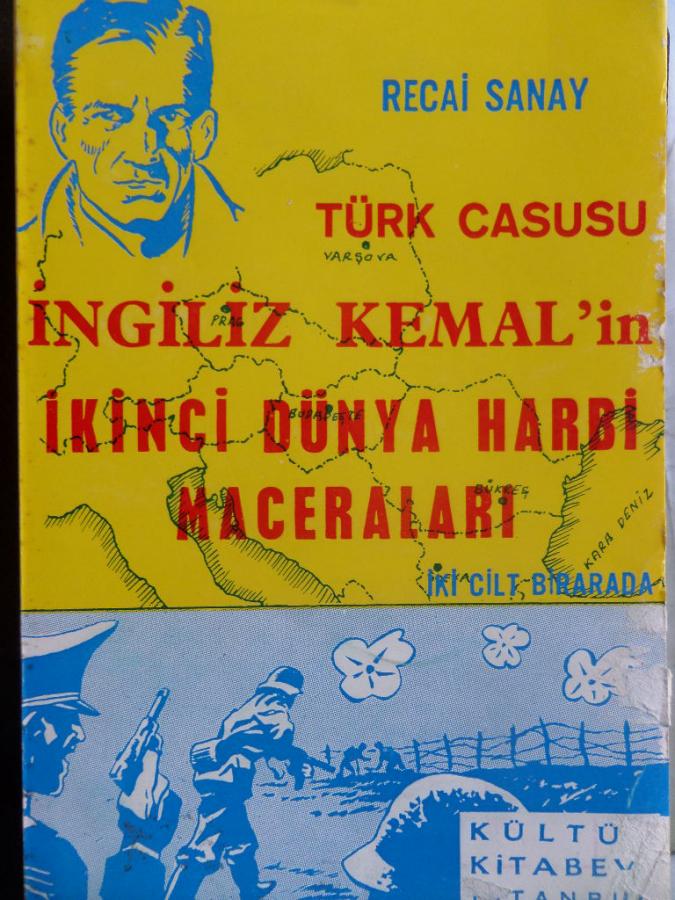 RECAİ SANAY
TÜRK CASUSU
VARŞOVA
İNGİLİZ KEMAL'in
PRAG
İKİNCİ DÜNYA HARBİ
BUDAPEŞTE
MACERALARI
BÜKREŞ
KARA DENİZ
İKİ CİLT BİRARADA
KÜLTÜ
KİTABEV